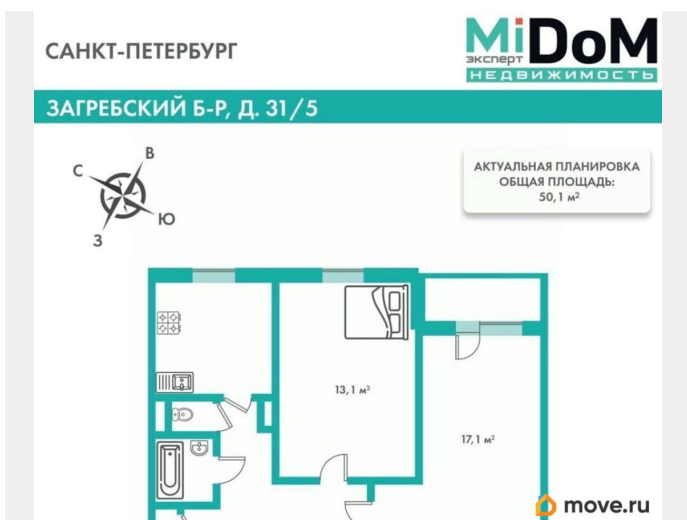 САНКТ-ПЕТЕРБУРГ
MiDoM
эксперт
НЕДВИЖИМОСТЬ
ЗАГРЕБСКИЙ Б-Р, Д. 31/5
С
В
Ю
З
АКТУАЛЬНАЯ ПЛАНИРОВКА
ОБЩАЯ ПЛОЩАДЬ:
50,1 м²
13,1 м²
17,1 м²
move.ru